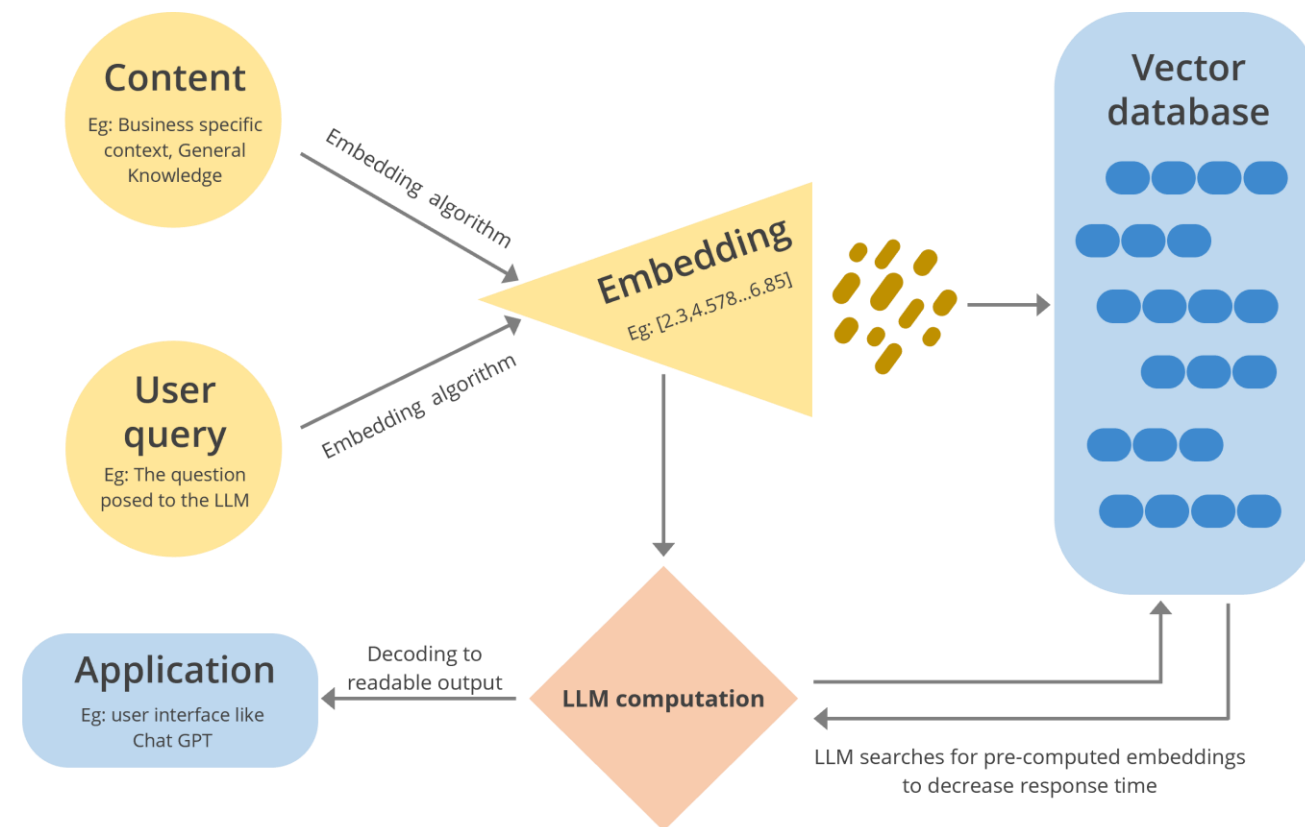 Content
Eg: Business specific
context, General
Knowledge
Embedding algorithm
User
query
Eg: The question
posed to the LLM
Embedding algorithm
Embedding
Eg: [2.3,4.578...6.85]
Vector
database
LLM computation
Decoding to
readable output
Application
Eg: user interface like
Chat GPT
LLM searches for pre-computed embeddings
to decrease response time